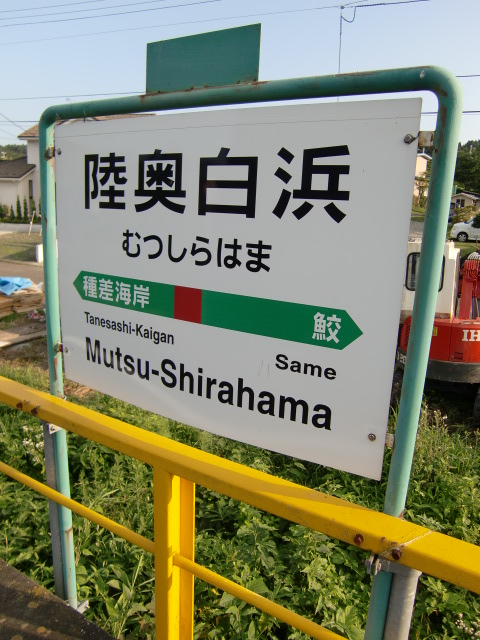 陸奥白浜
むつしらはま
種差海岸 鮫
Tanesashi-Kaigan Same
Mutsu-Shirahama
IH